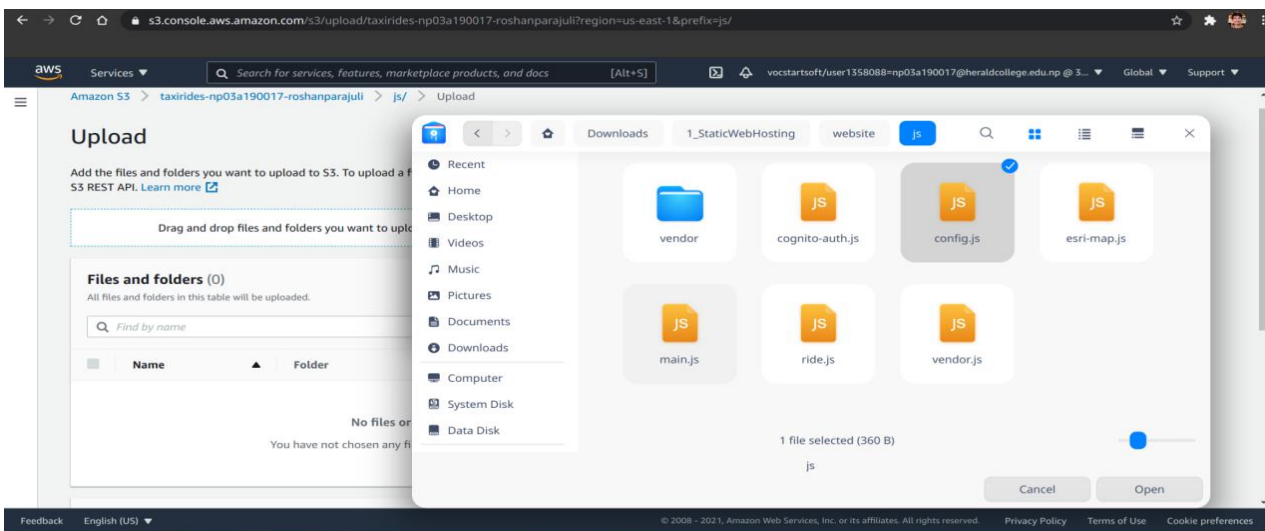 s3.console.aws.amazon.com/s3/upload/taxirides-np03a190017-roshanparajuli?region=us-east-1&prefix=js/
aws Services ▼ Search for services, features, marketplace products, and docs [Alt+S] vocstartsoft/user1358088=np03a190017@heraldcollege.edu.np @ 3... ▼ Global ▼ Support ▼
Amazon S3 > taxirides-np03a190017-roshanparajuli > js/ > Upload
Upload
Add the files and folders you want to upload to S3. To upload a
S3 REST API. Learn more
Drag and drop files and folders you want to uplo
Files and folders (0)
All files and folders in this table will be uploaded.
Find by name
Name ▲ Folder
No files or
You have not chosen any fi
Downloads 1_StaticWebHosting website js
Recent
Home
Desktop
Videos
Music
Pictures
Documents
Downloads
Computer
System Disk
Data Disk
vendor
JS
cognito-auth.js
JS
config.js
JS
esri-map.js
JS
main.js
JS
ride.js
JS
vendor.js
1 file selected (360 B)
js
Cancel Open
Feedback English (US) ▼ © 2008 - 2021, Amazon Web Services, Inc. or its affiliates. All rights reserved. Privacy Policy Terms of Use Cookie preferences